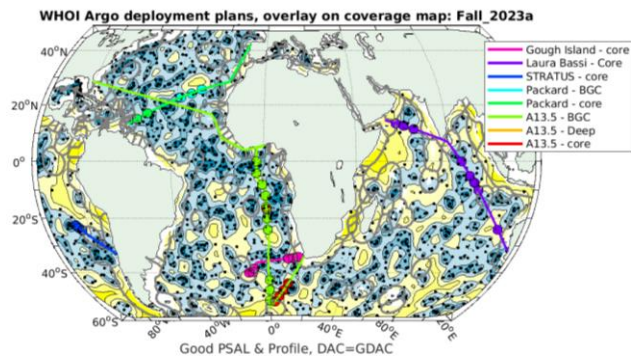 WHOI Argo deployment plans, overlay on coverage map: Fall_2023a
40°N
Gough Island - core
Laura Bassi - Core
STRATUS - core
Packard - BGC
Packard - core
A13.5 - BGC
A13.5 - Deep
A13.5 - core
20°N
0°
20°S
40°S
60°S
80°W
40°W
0°E
40°E
80°E
Good PSAL & Profile, DAC=GDAC